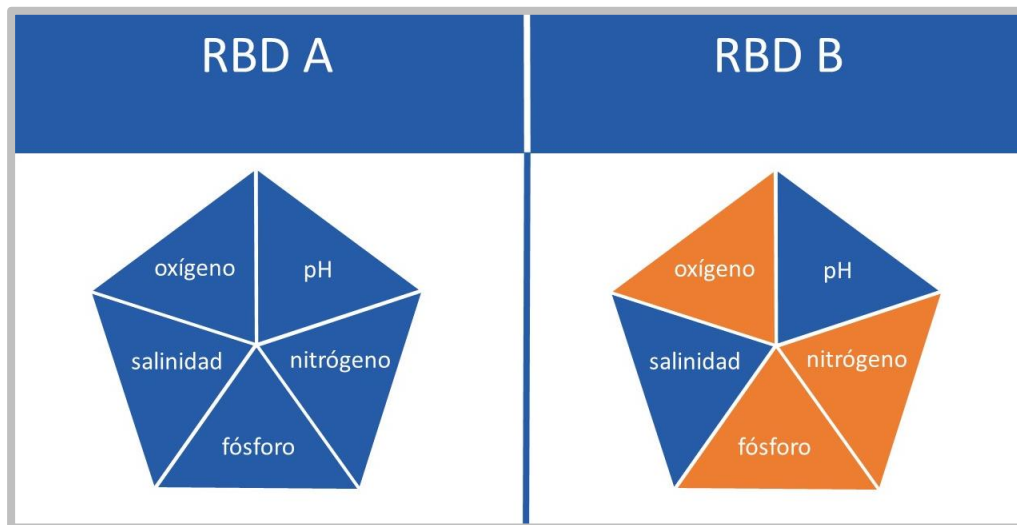 RBD A
RBD B
oxígeno
pH
salinidad
nitrógeno
fósforo
oxígeno
pH
salinidad
nitrógeno
fósforo